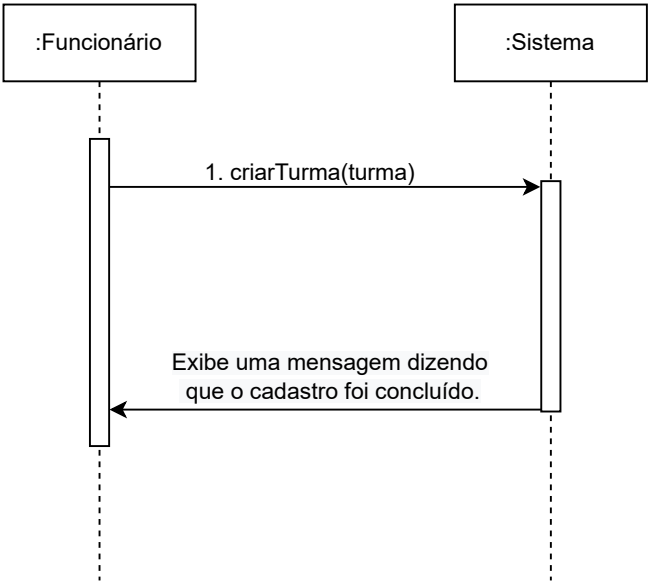 :Funcionário
:Sistema
1. criarTurma(turma)
Exibe uma mensagem dizendo
que o cadastro foi concluído.